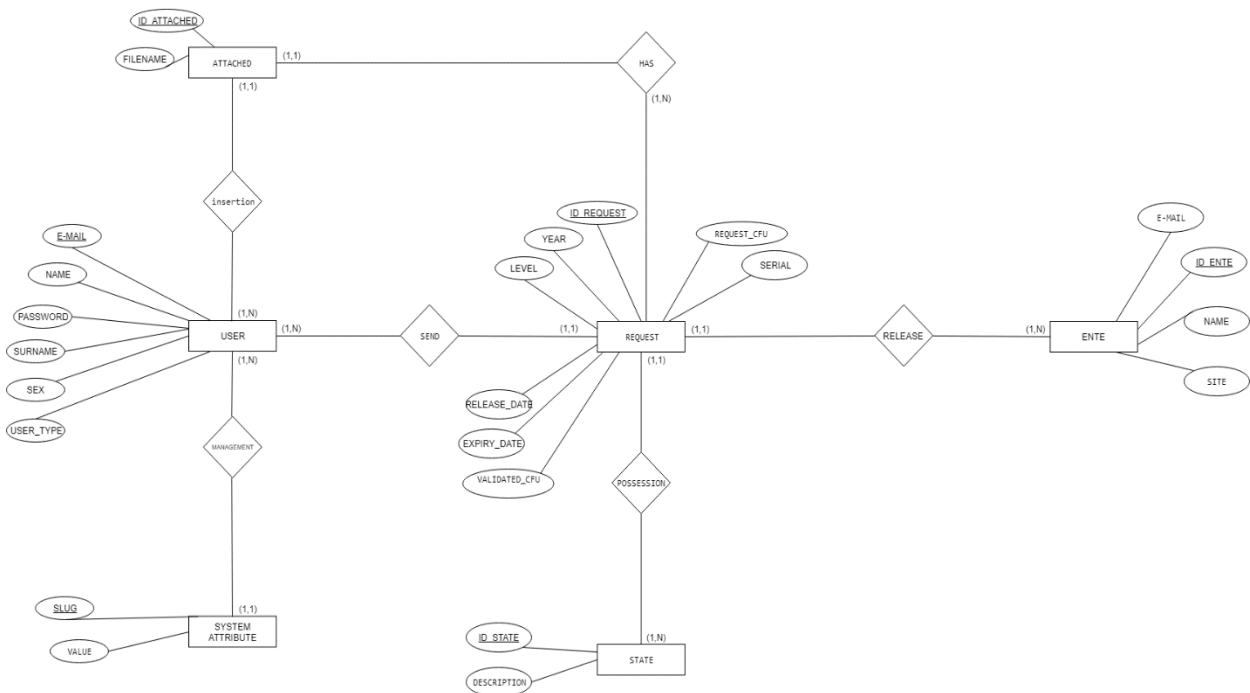 ID_ATTACHED
FILENAME
ATTACHED
(1,1)
HAS
(1,1)
(1,N)
insertion
ID_REQUEST
REQUEST_CFU
E-MAIL
E-MAIL
YEAR
ID_ENTE
NAME
LEVEL
SERIAL
PASSWORD
(1,N)
NAME
USER
(1,N)
SEND
(1,1)
REQUEST
(1,1)
RELEASE
(1,N)
ENTE
SURNAME
(1,N)
(1,1)
SEX
SITE
RELEASE_DATE
USER_TYPE
MANAGEMENT
EXPIRY_DATE
VALIDATED_CFU
POSSESSION
SLUG
(1,1)
SYSTEM
ATTRIBUTE
VALUE
ID_STATE
(1,N)
STATE
DESCRIPTION